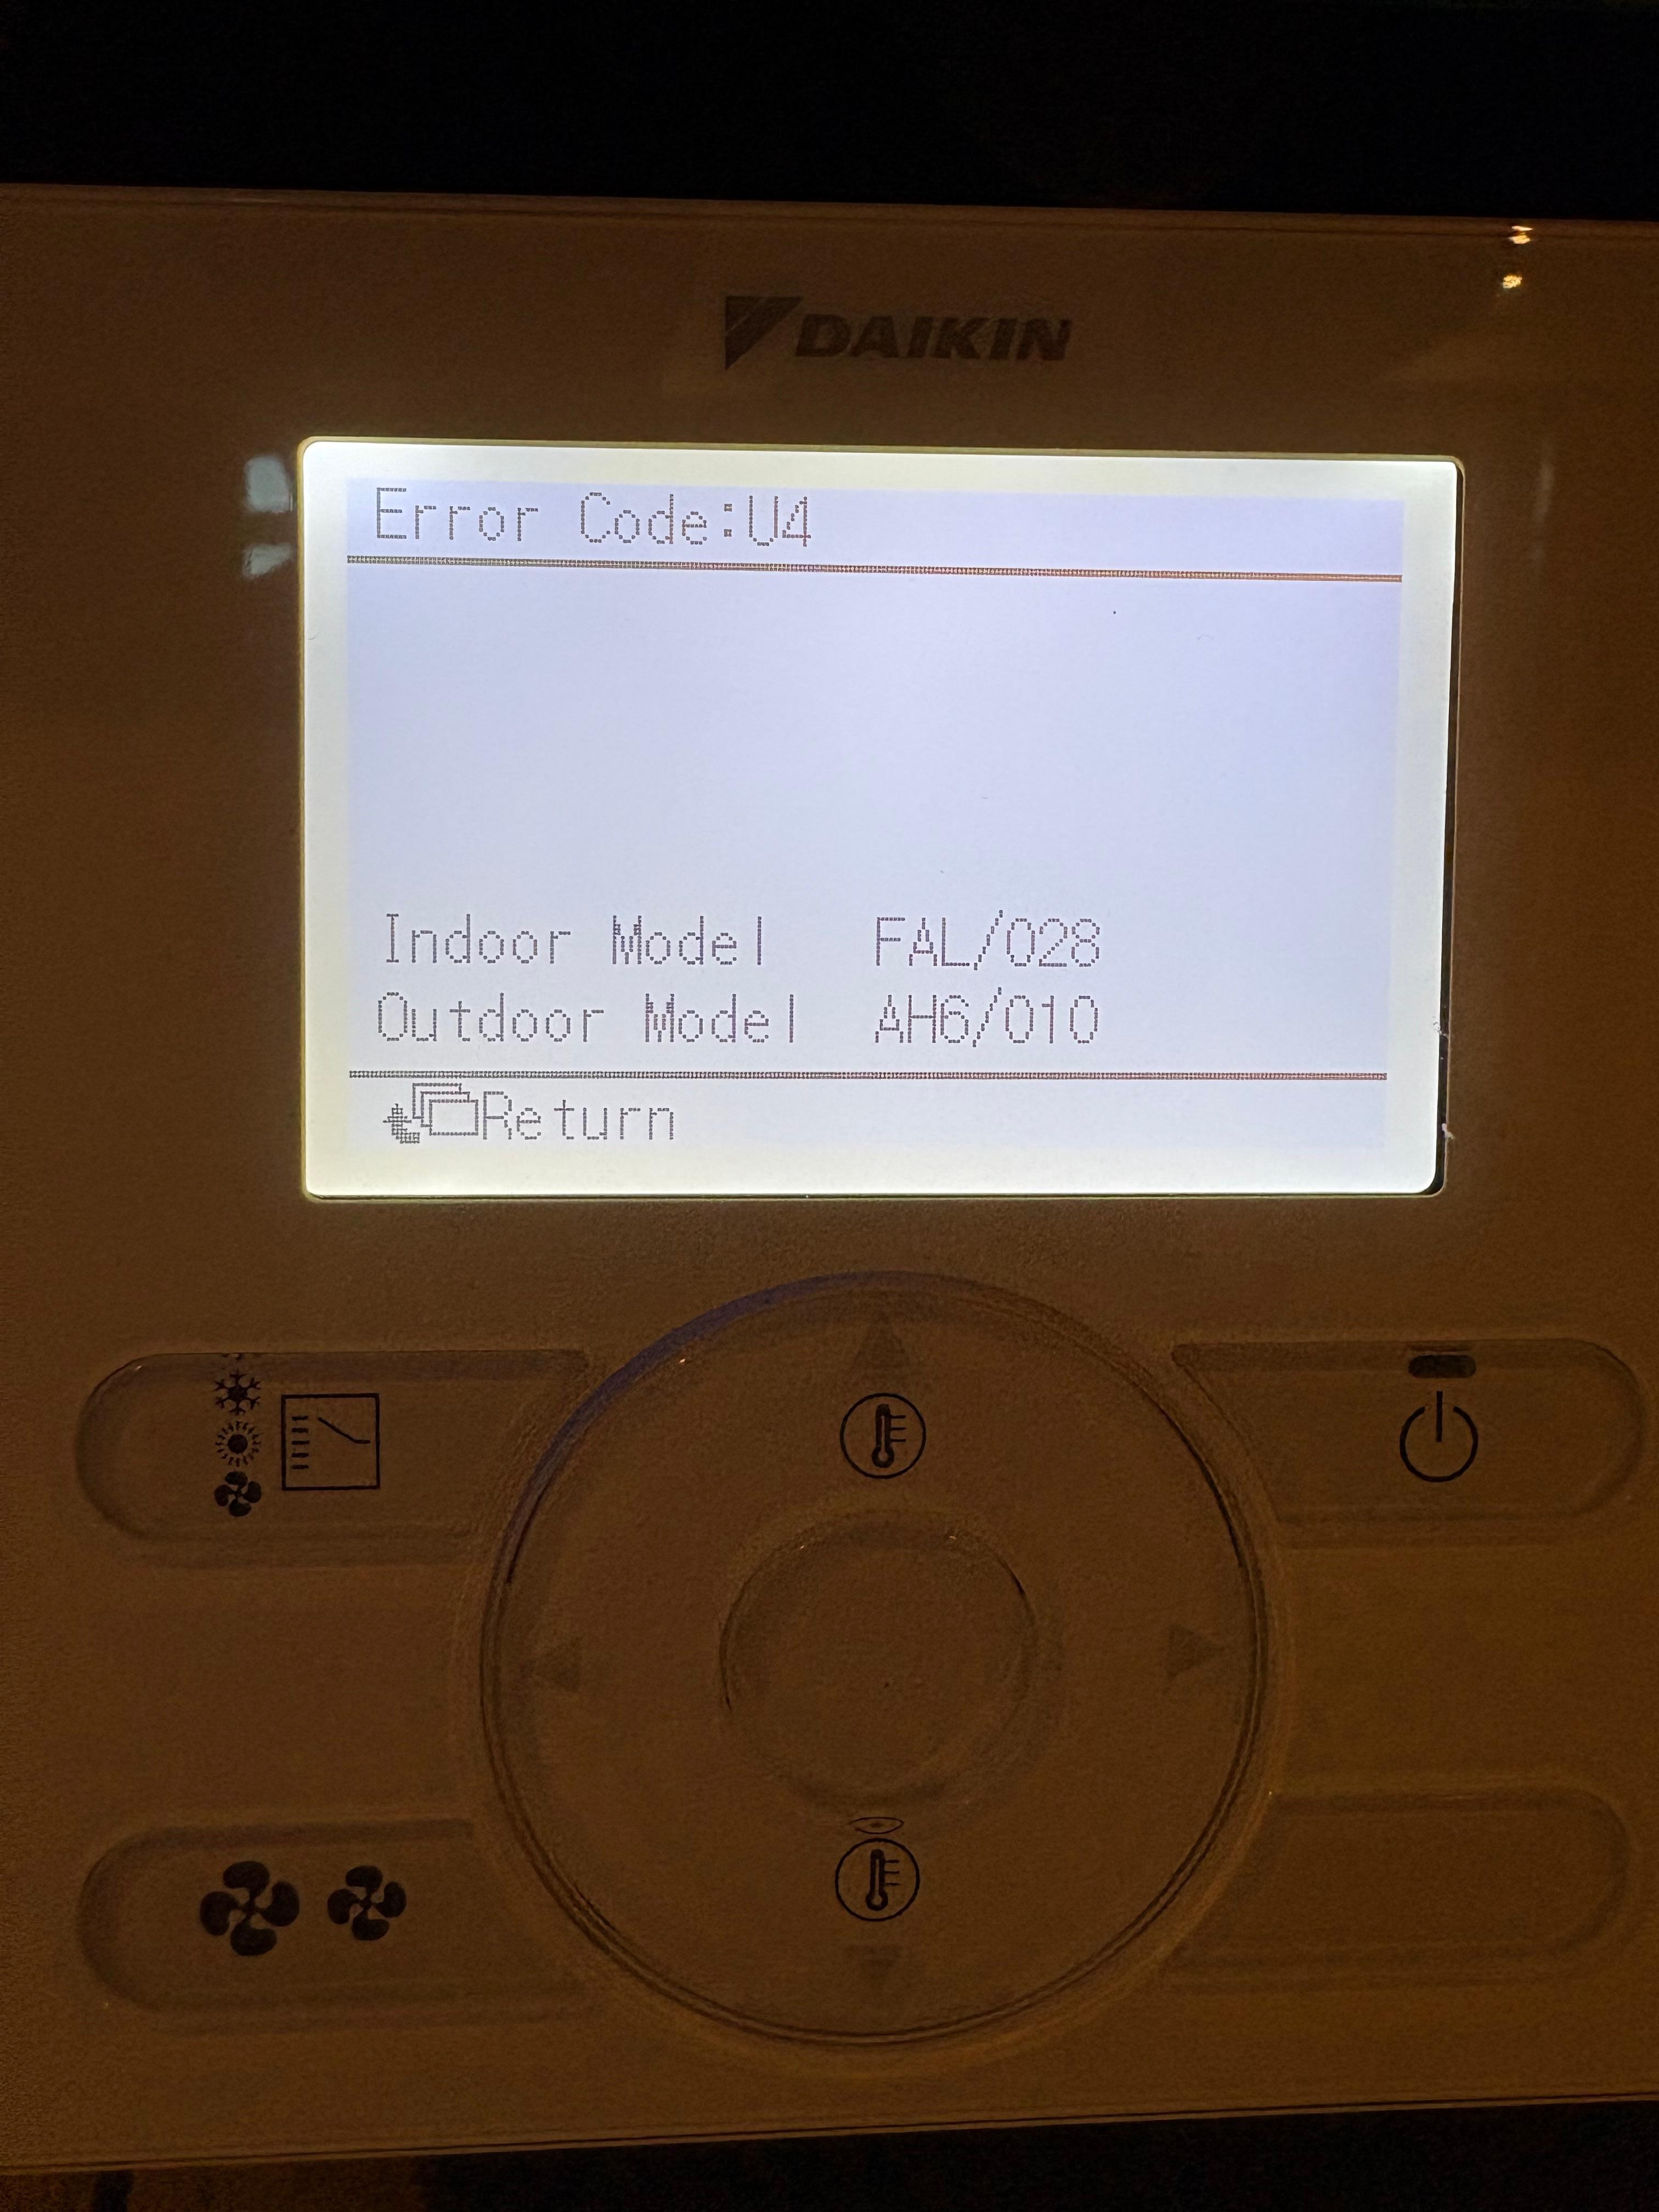 DAIKIN
Error Code:U4
Indoor Model FAL/028
Outdoor Model AH6/010
Return